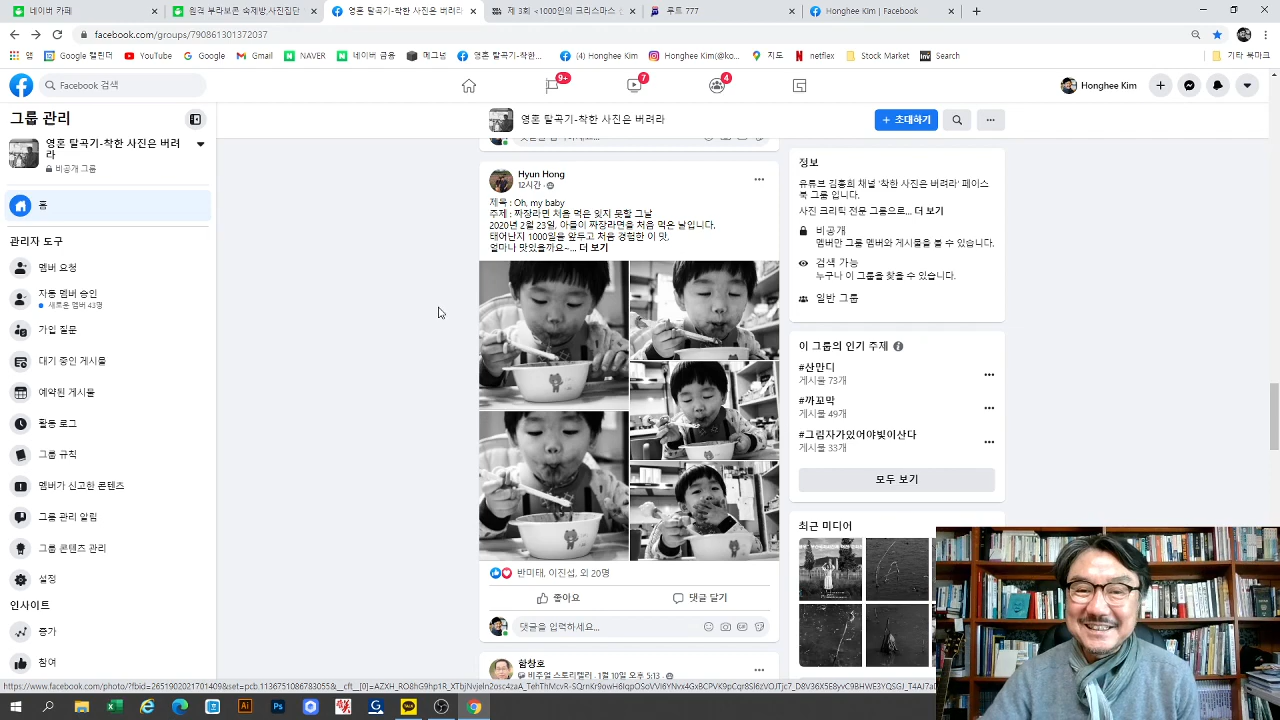 네이버 카페
원격 부라보콘 숙제방 사진집단
영혼 탈곡기-착한 사진은 버려라
제 3회 <1000인의 크리스마스
루트 777
Honghee Kim | Facebook
facebook.com/groups/790861301372037
앱
Google 캘린더
YouTube
Google
Gmail
NAVER
네이버 금융
메그넘
영혼 탈곡기-착한...
(4) Honghee Kim
Honghee Kim(@ko...
지도
netflix
Stock Market
Inv
Search
기타 북마크
Facebook 검색
9+
7
4
Honghee Kim
그룹 관리
영혼 탈곡기-착한 사진은 버려
라
비공개 그룹
홈
관리자 도구
멤버 요청
자동 멤버 승인
새로운 멤버 43명
가입 질문
대기 중인 게시물
예약된 게시물
활동 로그
그룹 규칙
멤버가 신고한 콘텐츠
그룹 관리 알림
그룹 콘텐츠 관리
설정
인사이트
증가
참여
영혼 탈곡기-착한 사진은 버려라
+ 초대하기
Hyun Hong
12시간 ·
제목 : Oh, my baby
주제 : 짜장라면 처음 먹은 잊지 못할 그날
2020년 2월 23일, 아들이 짜장라면을 처음 먹은 날입니다.
태어난지 1000일을 앞두고 처음 경험한 이 맛.
얼마나 맛있을까요~... 더 보기
반미태, 이진섭, 외 20명
좋아요
댓글 달기
댓글을 입력하세요...
함창호
비주얼 스토리텔러 · 1월 10일 오후 5:13 ·
정보
유튜브 김홍희 채널 '착한 사진은 버려라' 페이스
북 그룹 입니다.
사진 크리틱 전문 그룹으로... 더 보기
비공개
멤버만 그룹 멤버와 게시물을 볼 수 있습니다.
검색 가능
누구나 이 그룹을 찾을 수 있습니다.
일반 그룹
이 그룹의 인기 주제
#산만디
게시물 73개
#까꼬막
게시물 49개
#그림자가있어야빛이산다
게시물 33개
모두 보기
최근 미디어